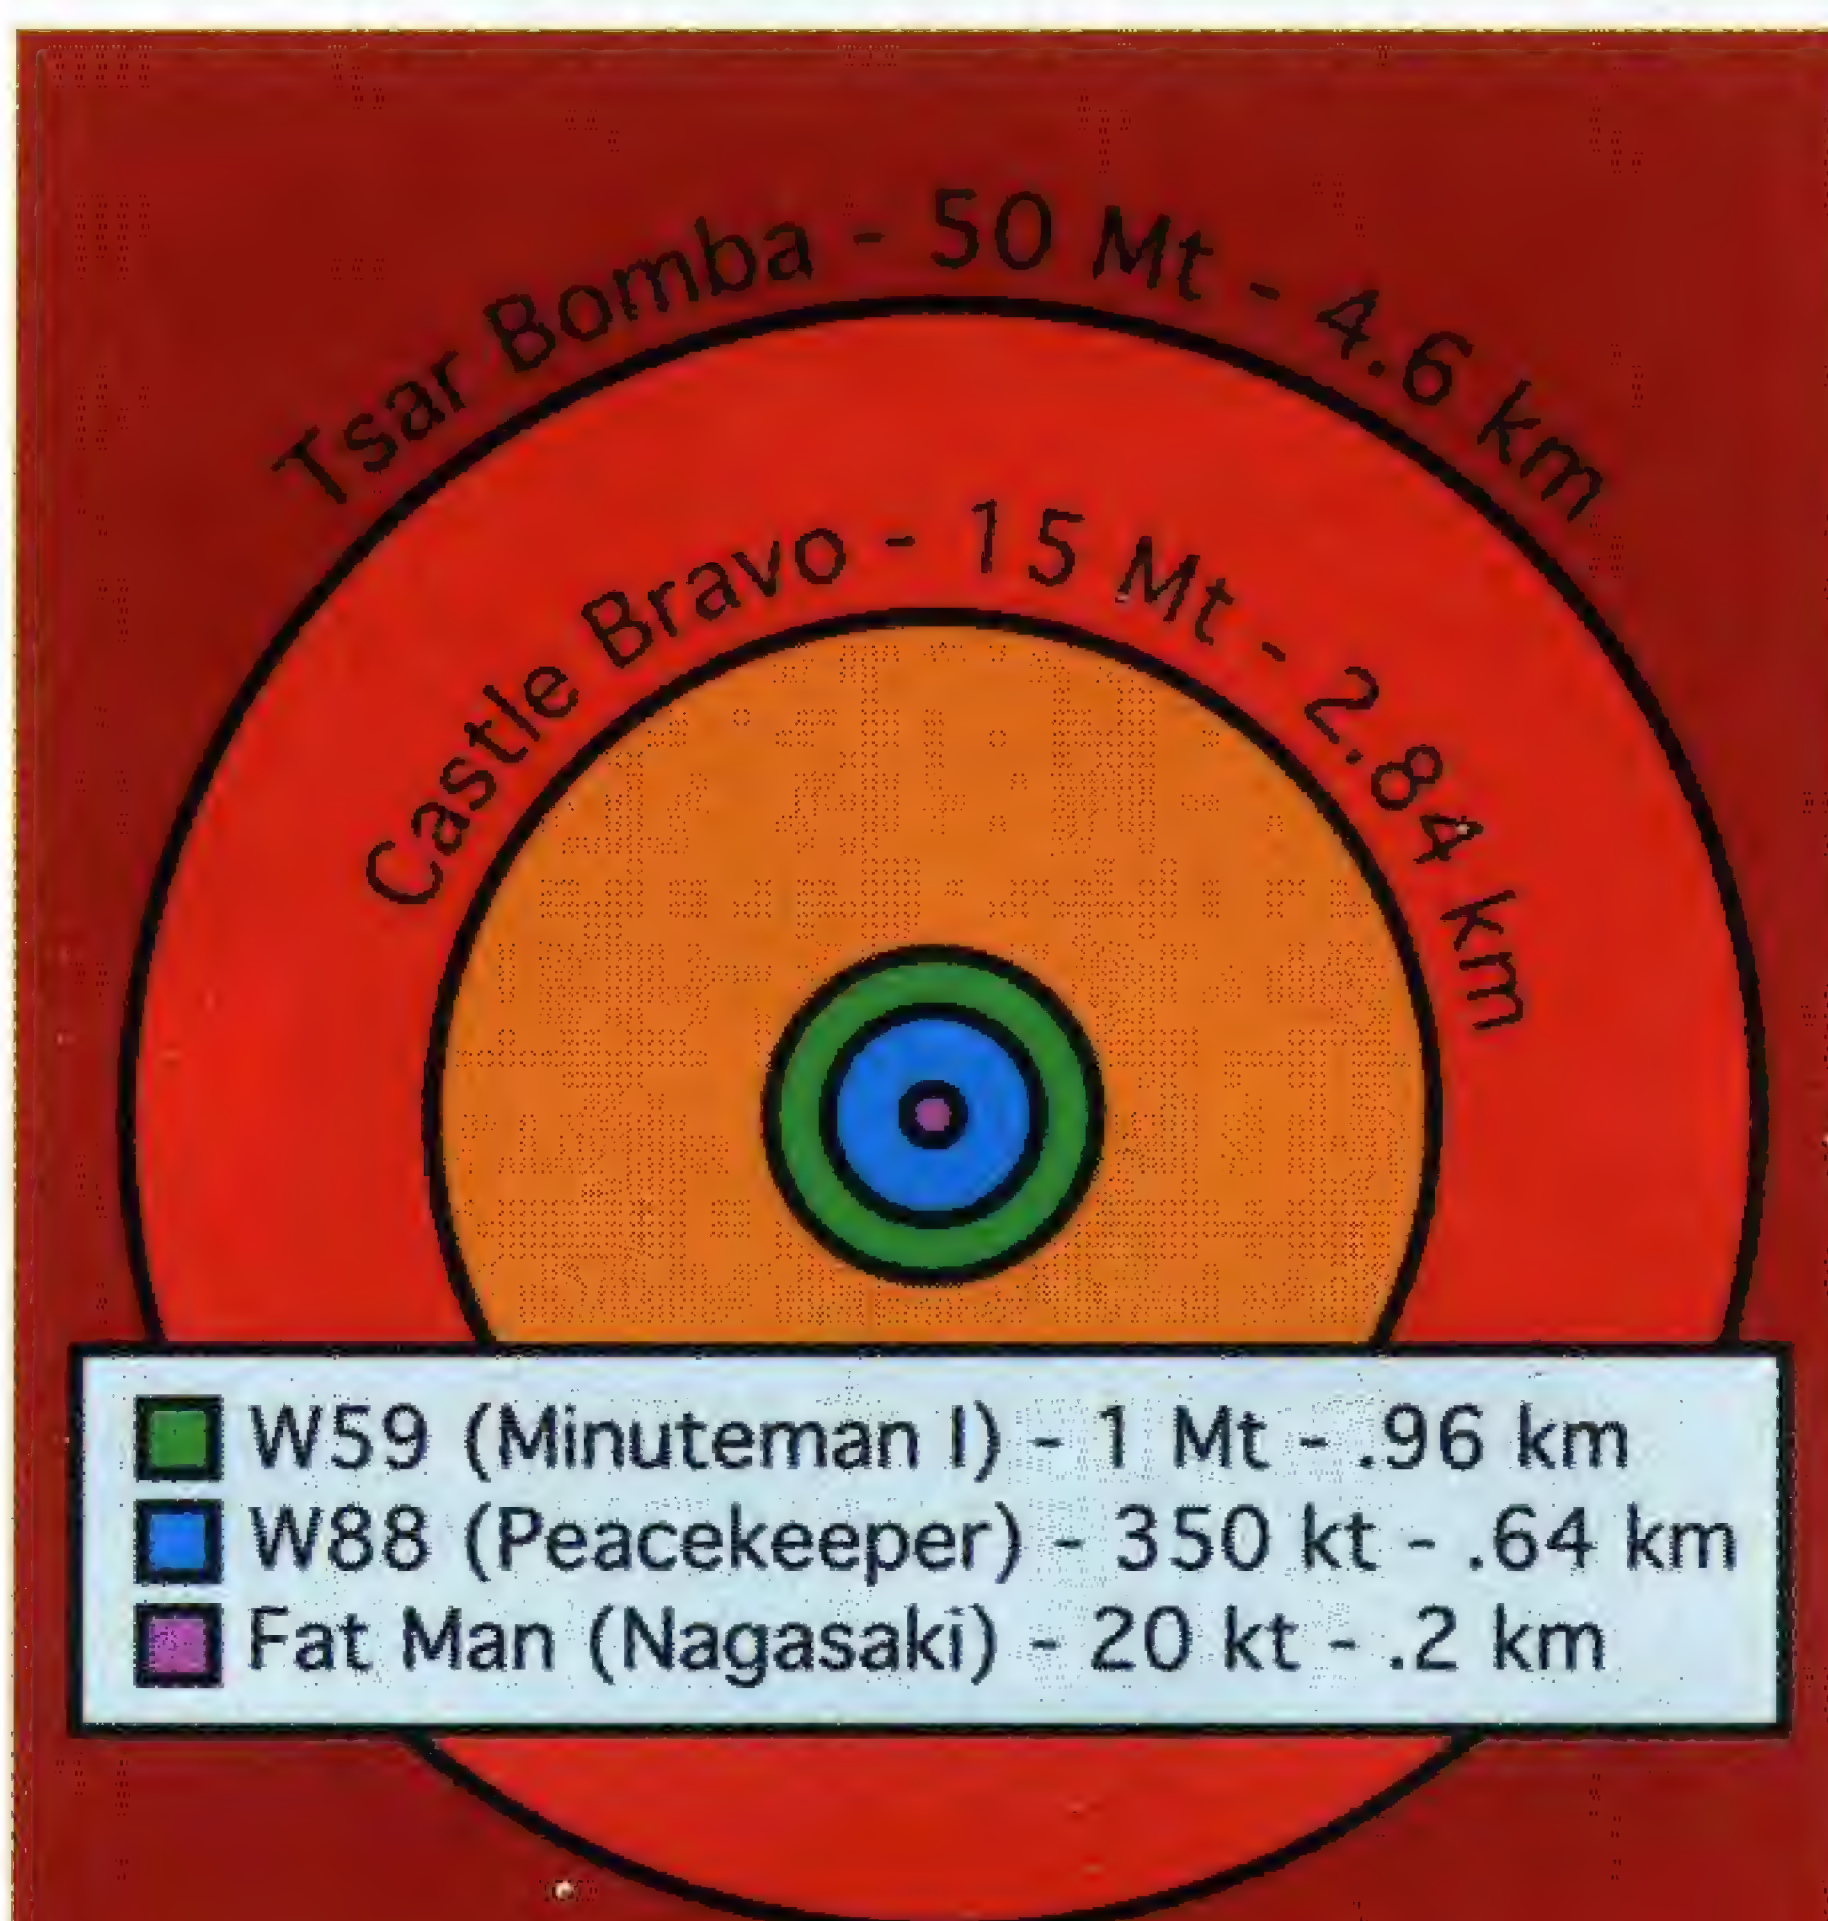 Tsar Bomba - 50 Mt - 4.6 km
Castle Bravo - 15 Mt - 2.84 km
W59 (Minuteman I) - 1 Mt - .96 km
W88 (Peacekeeper) - 350 kt - .64 km
Fat Man (Nagasaki) - 20 kt - .2 km